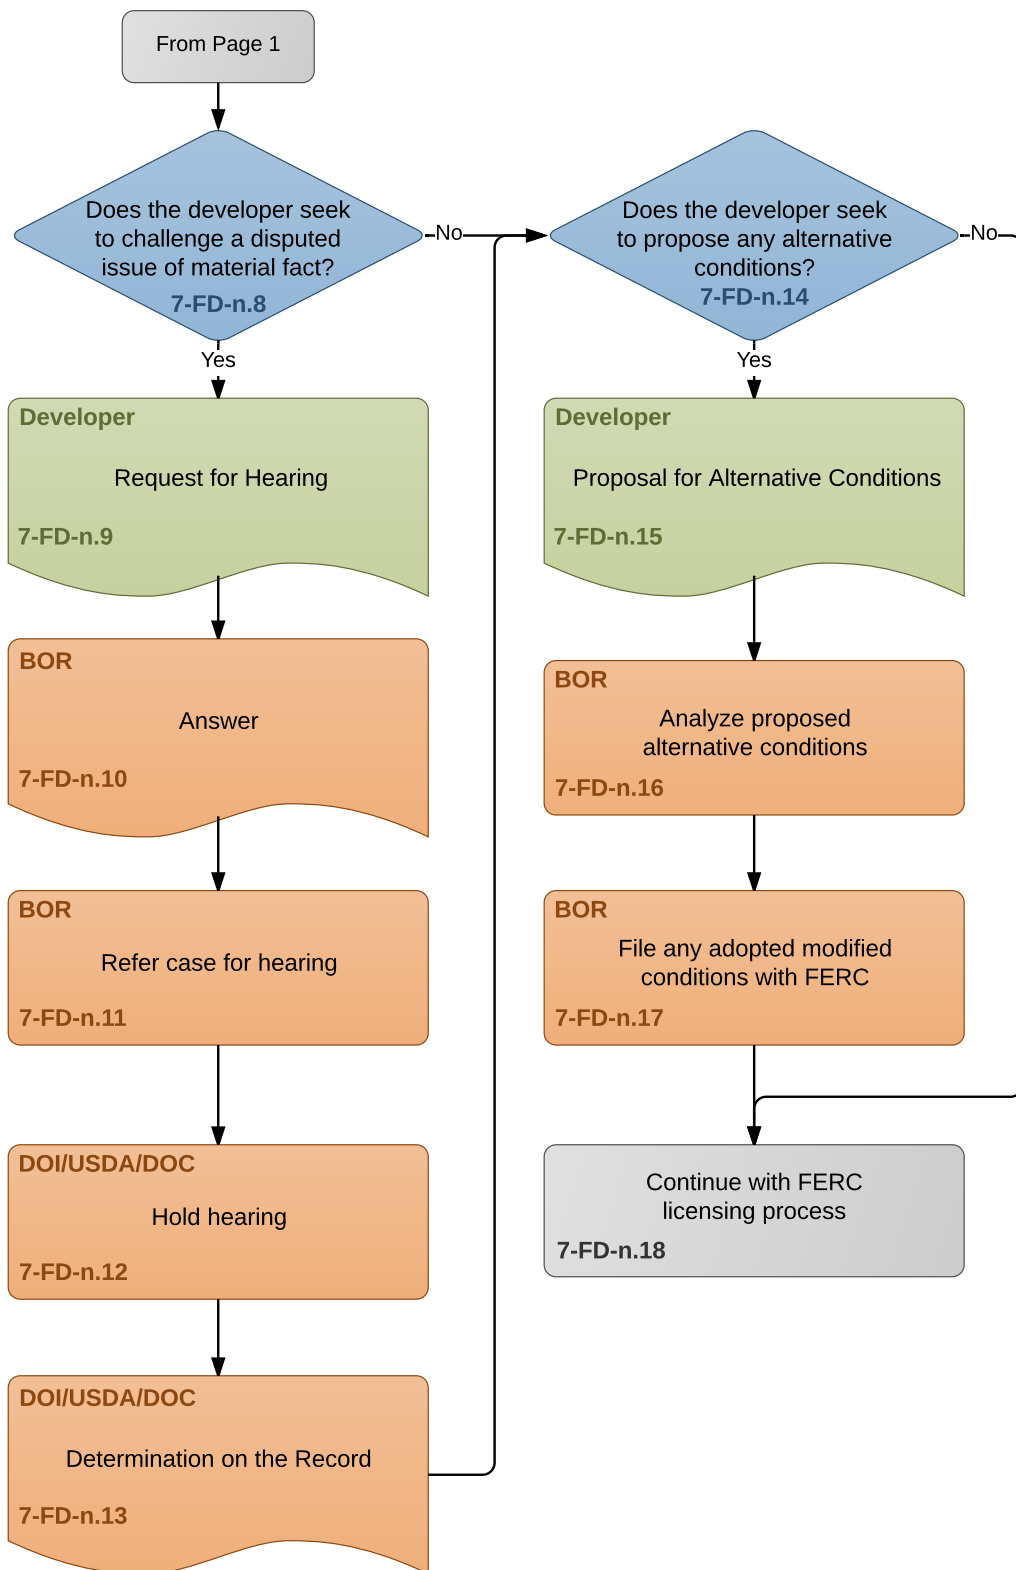 From Page 1
Does the developer seek
to challenge a disputed
issue of material fact?
7-FD-n.8
No
Yes
Developer
Request for Hearing
7-FD-n.9
BOR
Answer
7-FD-n.10
BOR
Refer case for hearing
7-FD-n.11
DOI/USDA/DOC
Hold hearing
7-FD-n.12
DOI/USDA/DOC
Determination on the Record
7-FD-n.13
Does the developer seek
to propose any alternative
conditions?
7-FD-n.14
No
Yes
Developer
Proposal for Alternative Conditions
7-FD-n.15
BOR
Analyze proposed
alternative conditions
7-FD-n.16
BOR
File any adopted modified
conditions with FERC
7-FD-n.17
Continue with FERC
licensing process
7-FD-n.18